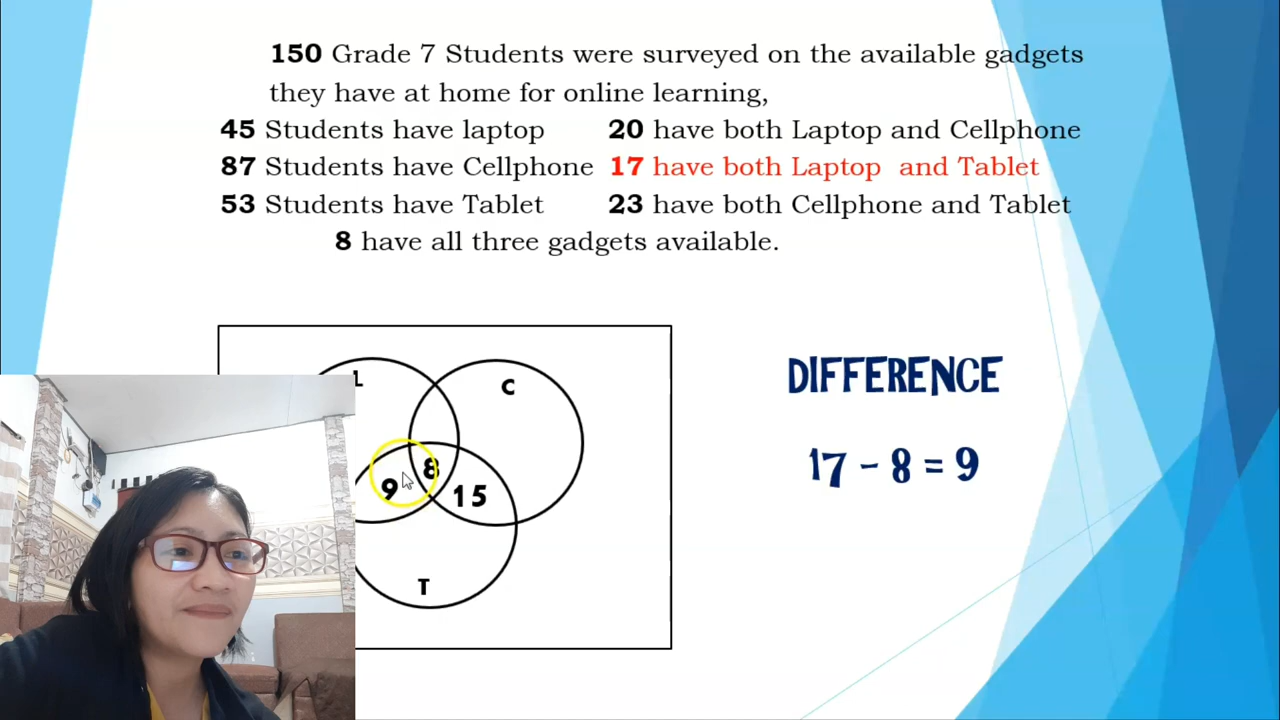 150 Grade 7 Students were surveyed on the available gadgets
they have at home for online learning,
45 Students have laptop
20 have both Laptop and Cellphone
87 Students have Cellphone
17 have both Laptop and Tablet
53 Students have Tablet
23 have both Cellphone and Tablet
8 have all three gadgets available.
L
C
8
9
15
T
DIFFERENCE
17 - 8 = 9